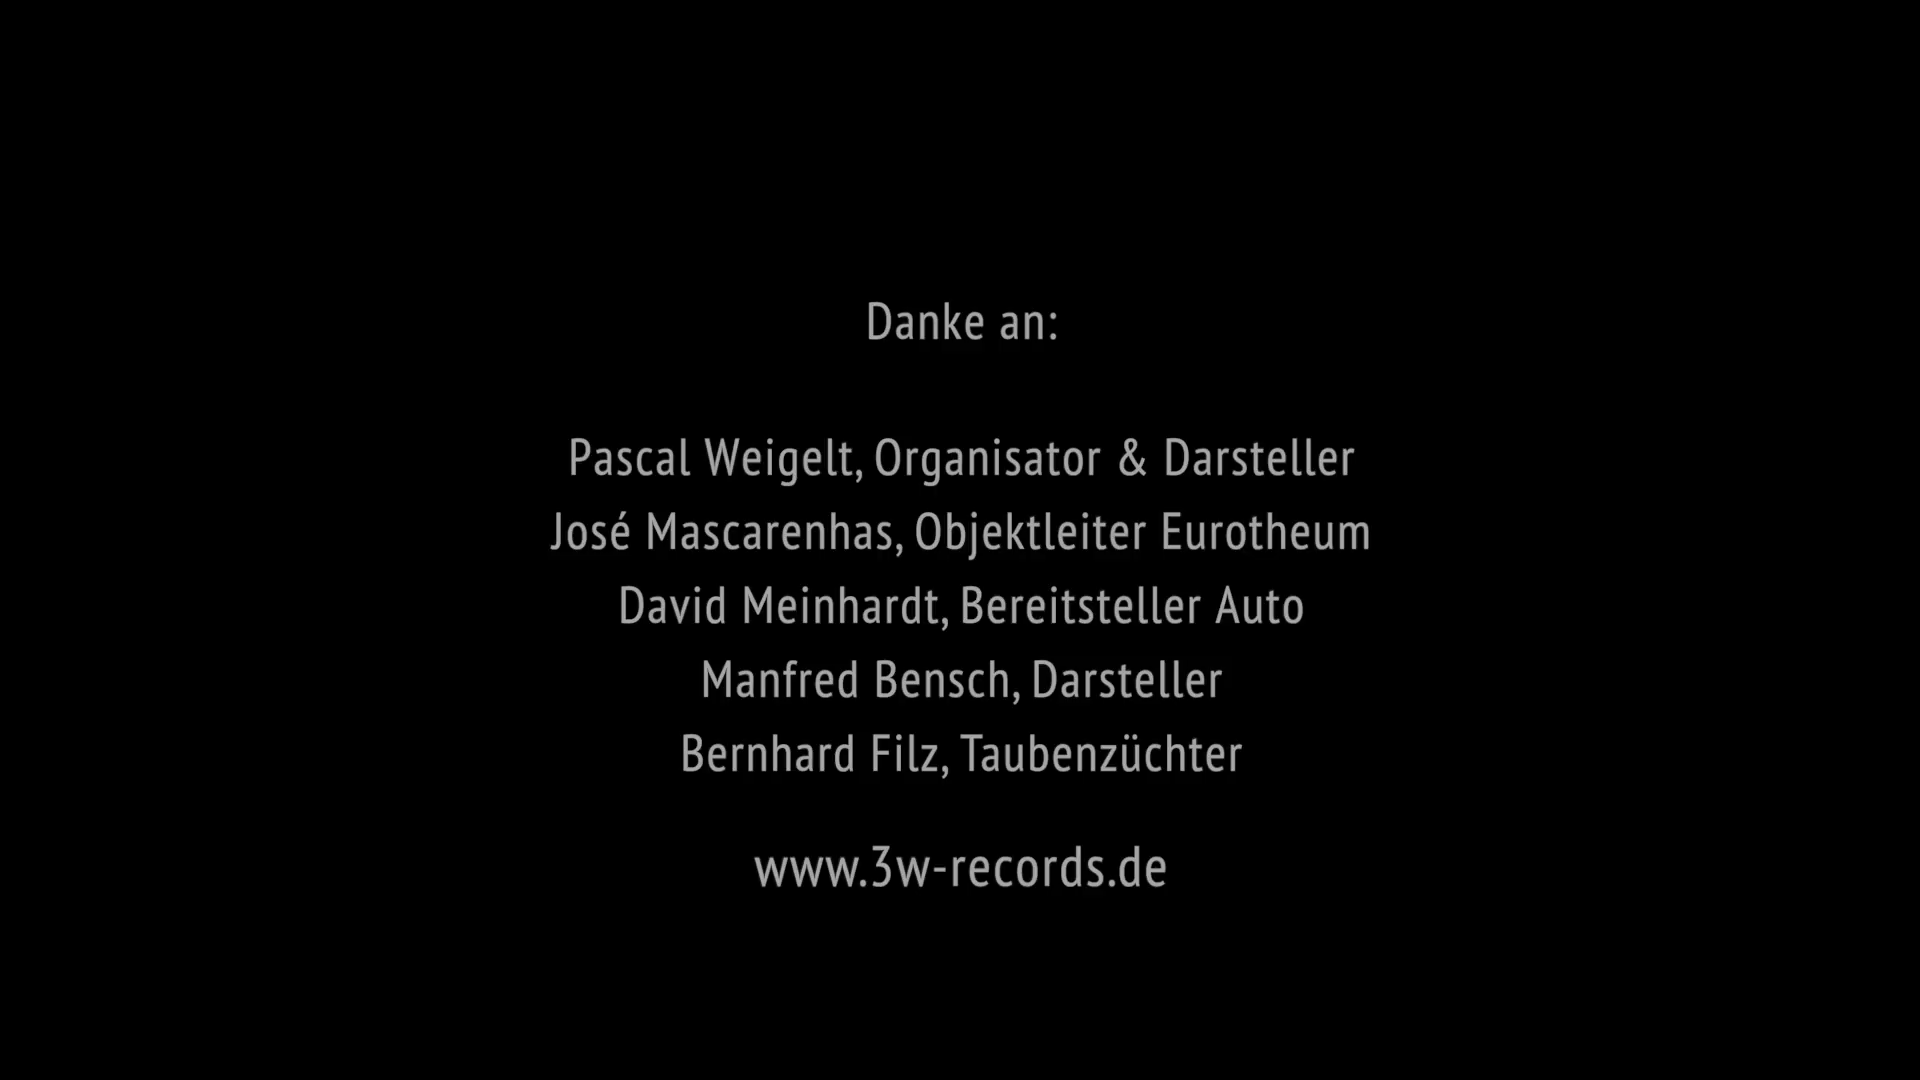 Danke an:
Pascal Weigelt, Organisator & Darsteller
José Mascarenhas, Objektleiter Eurotheum
David Meinhardt, Bereitsteller Auto
Manfred Bensch, Darsteller
Bernhard Filz, Taubenzüchter
www.3w-records.de